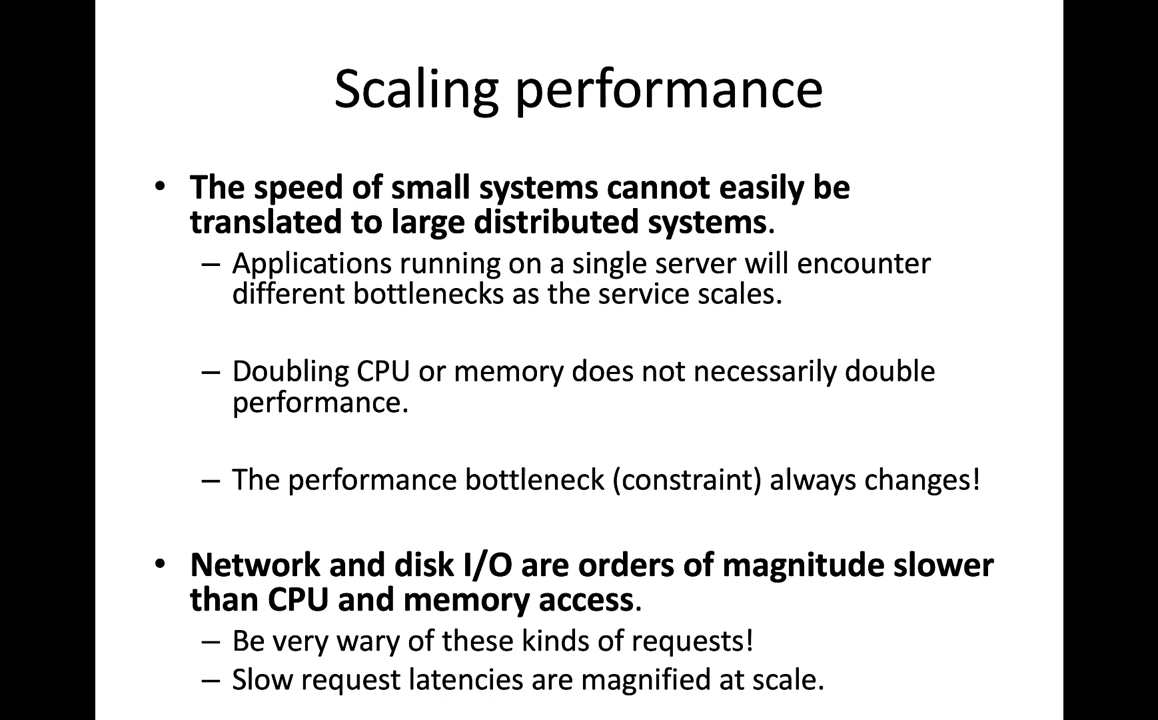 Scaling performance
• The speed of small systems cannot easily be
translated to large distributed systems.
– Applications running on a single server will encounter
different bottlenecks as the service scales.
– Doubling CPU or memory does not necessarily double
performance.
– The performance bottleneck (constraint) always changes!
• Network and disk I/O are orders of magnitude slower
than CPU and memory access.
– Be very wary of these kinds of requests!
– Slow request latencies are magnified at scale.